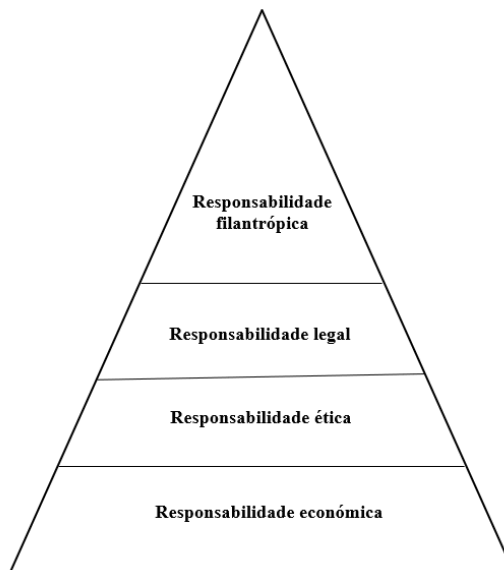 Responsabilidade
filantrópica
Responsabilidade legal
Responsabilidade ética
Responsabilidade económica